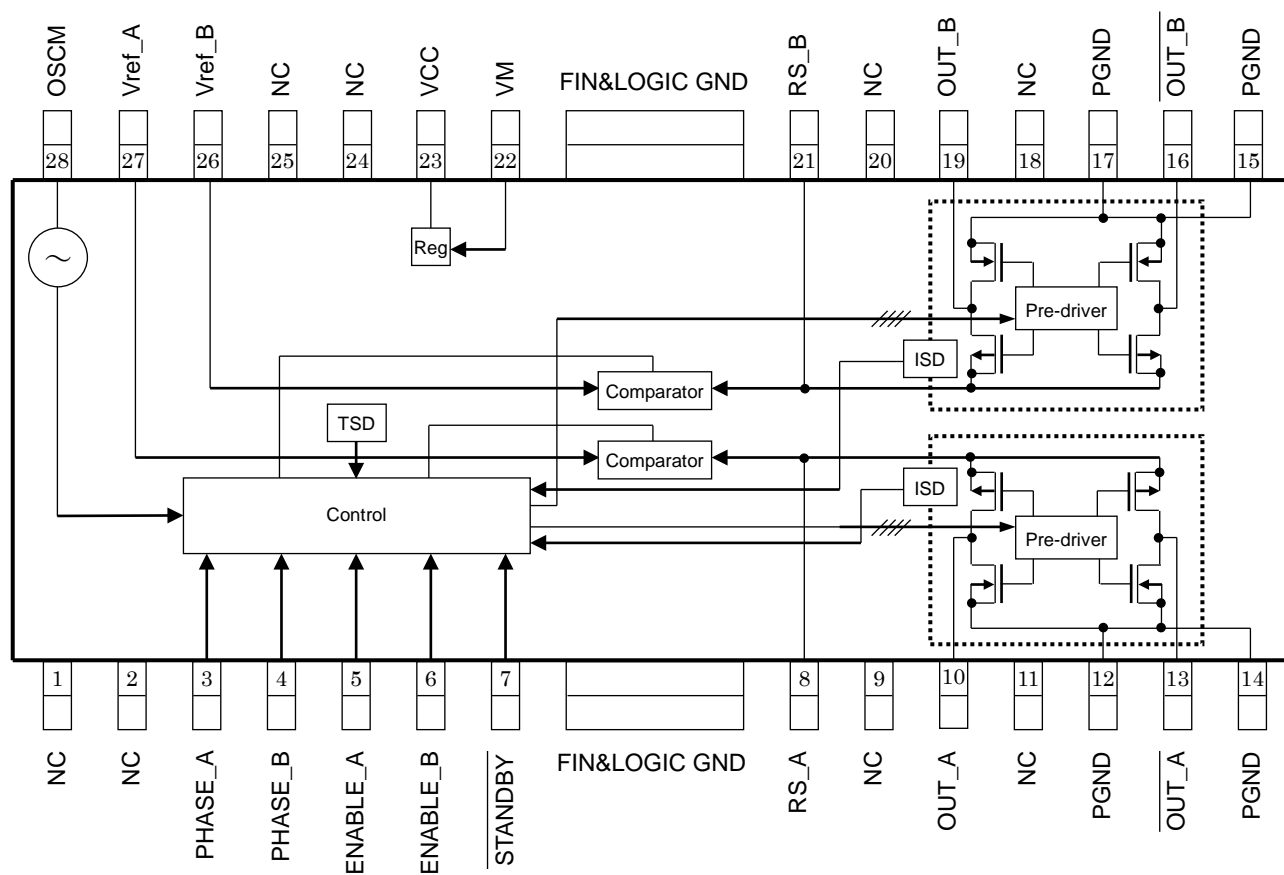 OSCM
Vref_A
Vref_B
NC
NC
VCC
VM
FIN&LOGIC GND
RS_B
NC
OUT_B
NC
PGND
OUT_B
PGND
28
27
26
25
24
23
22
21
20
19
18
17
16
15
Reg
~
Pre-driver
ISD
Comparator
TSD
Comparator
ISD
Control
Pre-driver
1
2
3
4
5
6
7
8
9
10
11
12
13
14
NC
NC
PHASE_A
PHASE_B
ENABLE_A
ENABLE_B
STANDBY
FIN&LOGIC GND
RS_A
NC
OUT_A
NC
PGND
OUT_A
PGND